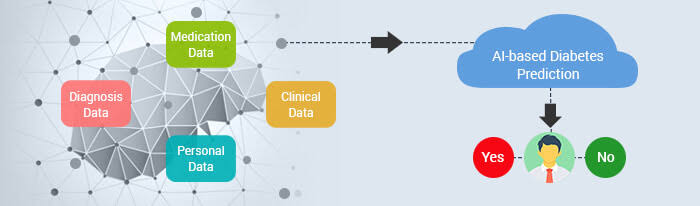 Medication
Data
Diagnosis
Data
Clinical
Data
Personal
Data
AI-based Diabetes
Prediction
Yes
No